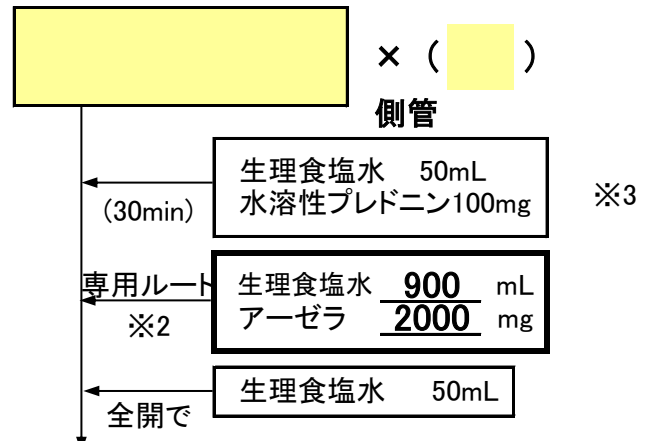 × ( )
側管
生理食塩水 50mL
水溶性プレドニン100mg
※3
(30min)
専用ルート
※2
生理食塩水 900 mL
アーゼラ 2000 mg
生理食塩水 50mL
全開で